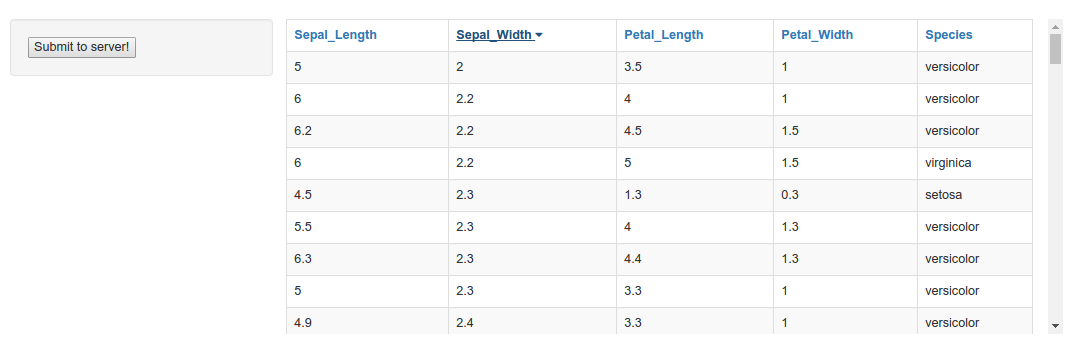 Submit to server!
Sepal_Length Sepal_Width Petal_Length Petal_Width Species
5 2 3.5 1 versicolor
6 2.2 4 1 versicolor
6.2 2.2 4.5 1.5 versicolor
6 2.2 5 1.5 virginica
4.5 2.3 1.3 0.3 setosa
5.5 2.3 4 1.3 versicolor
6.3 2.3 4.4 1.3 versicolor
5 2.3 3.3 1 versicolor
4.9 2.4 3.3 1 versicolor